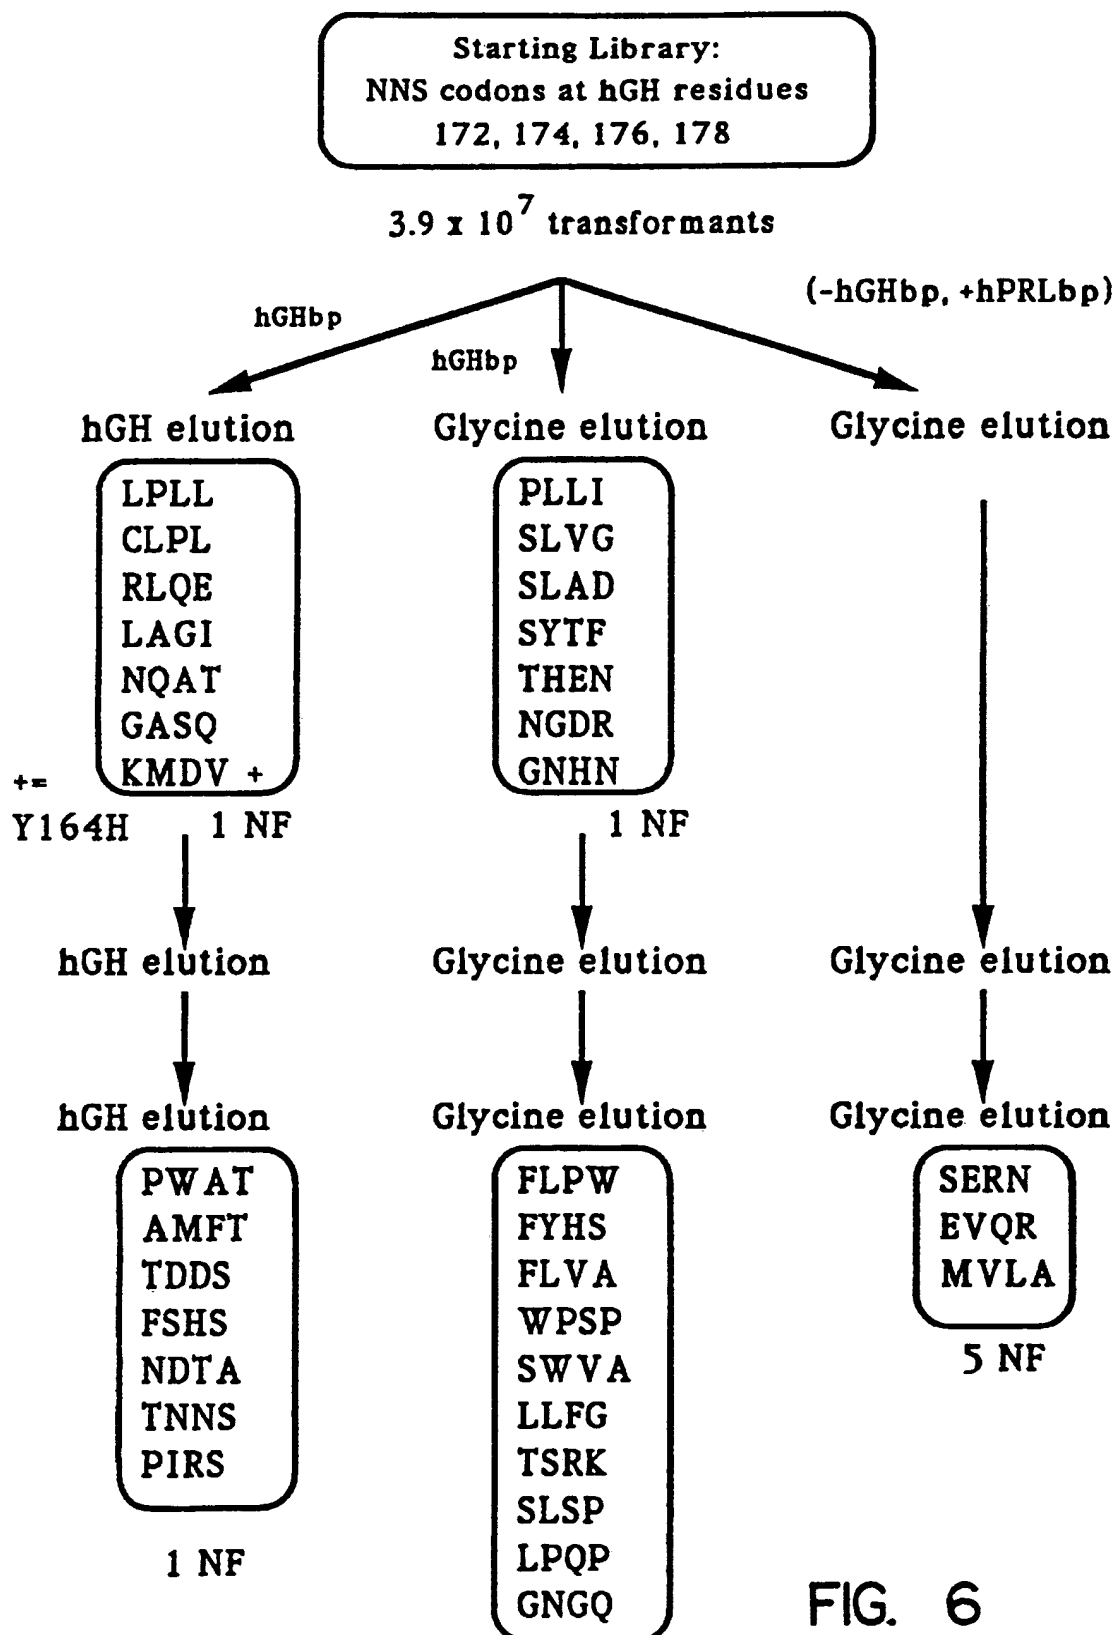 Starting Library:
NNS codons at hGH residues
172, 174, 176, 178
3.9 x 10^7 transformants
(-hGHbp, +hPRLbp)
hGHbp
hGHbp
hGH elution
Glycine elution
Glycine elution
LPLL
CLPL
RLQE
LAGI
NQAT
GASQ
KMDV +
+=
Y164H
1 NF
PLLI
SLVG
SLAD
SYTF
THEN
NGDR
GNHN
1 NF
hGH elution
Glycine elution
Glycine elution
hGH elution
Glycine elution
Glycine elution
PWAT
AMFT
TDDS
FSHS
NDTA
TNNS
PIRS
1 NF
FLPW
FYHS
FLVA
WPSP
SWVA
LLFG
TSRK
SLSP
LPQP
GNGQ
SERN
EVQR
MVLA
5 NF
FIG. 6